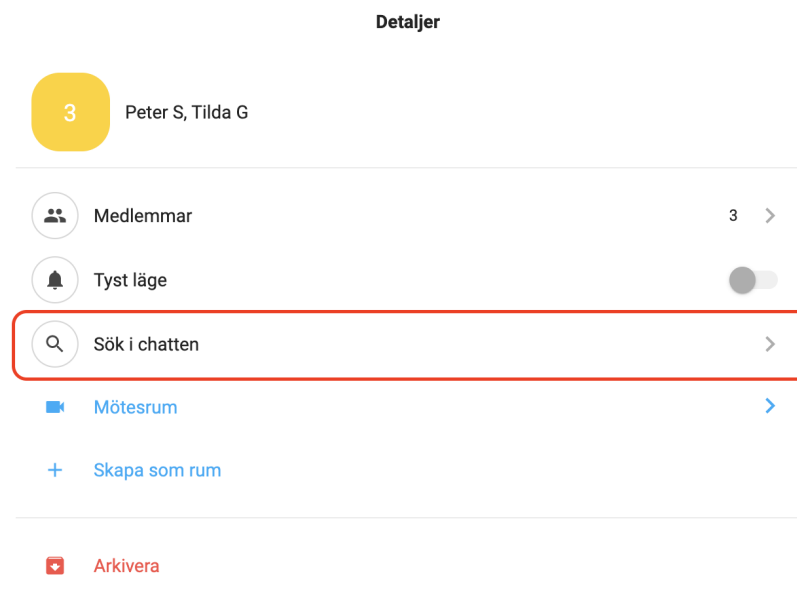 Detaljer
3
Peter S, Tilda G
Medlemmar 3
Tyst läge
Sök i chatten
Mötesrum
Skapa som rum
Arkivera